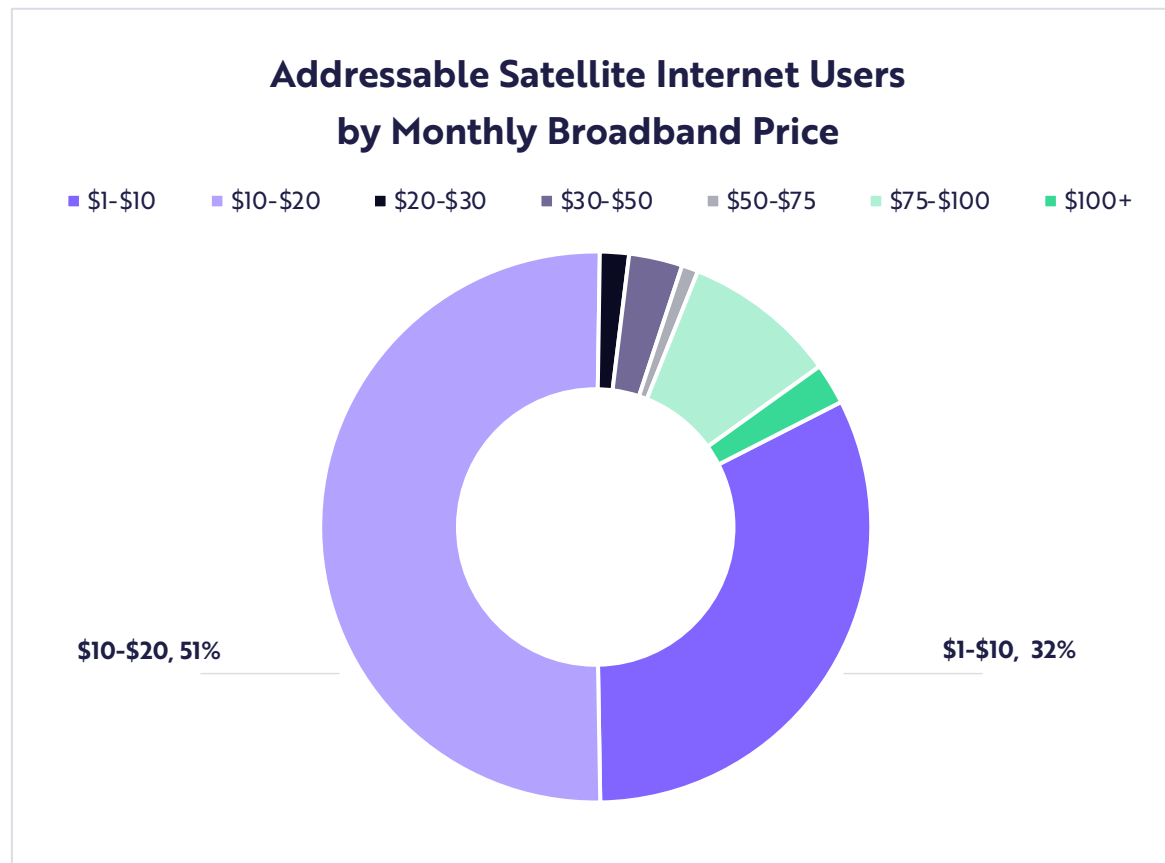 Addressable Satellite Internet Users
by Monthly Broadband Price
$1-$10 $10-$20 $20-$30 $30-$50 $50-$75 $75-$100 $100+
$10-$20, 51%
$1-$10, 32%